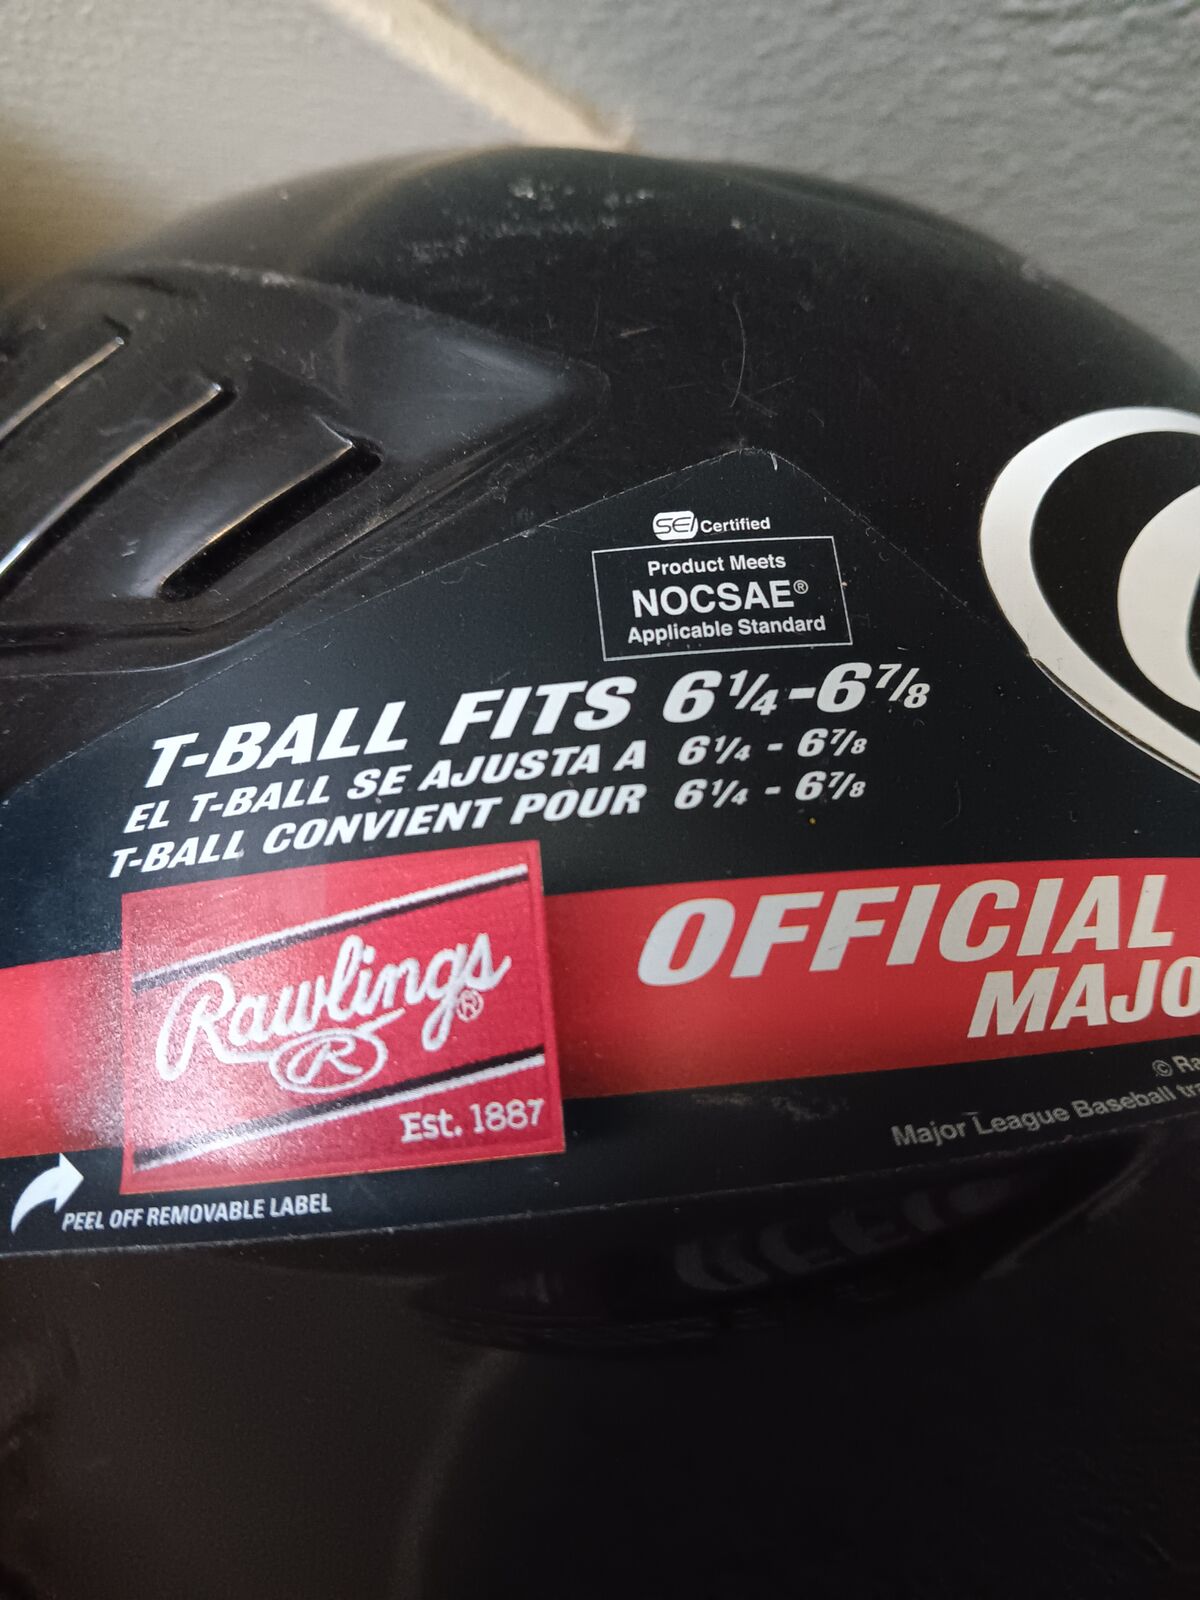 SEI Certified
Product Meets
NOCSAE®
Applicable Standard
T-BALL FITS 6¼-6⅞
EL T-BALL SE AJUSTA A 6¼ - 6⅞
T-BALL CONVIENT POUR 6¼ - 6⅞
Rawlings®
R
Est. 1887
OFFICIAL
MAJO
© Ra
Major League Baseball tr
PEEL OFF REMOVABLE LABEL